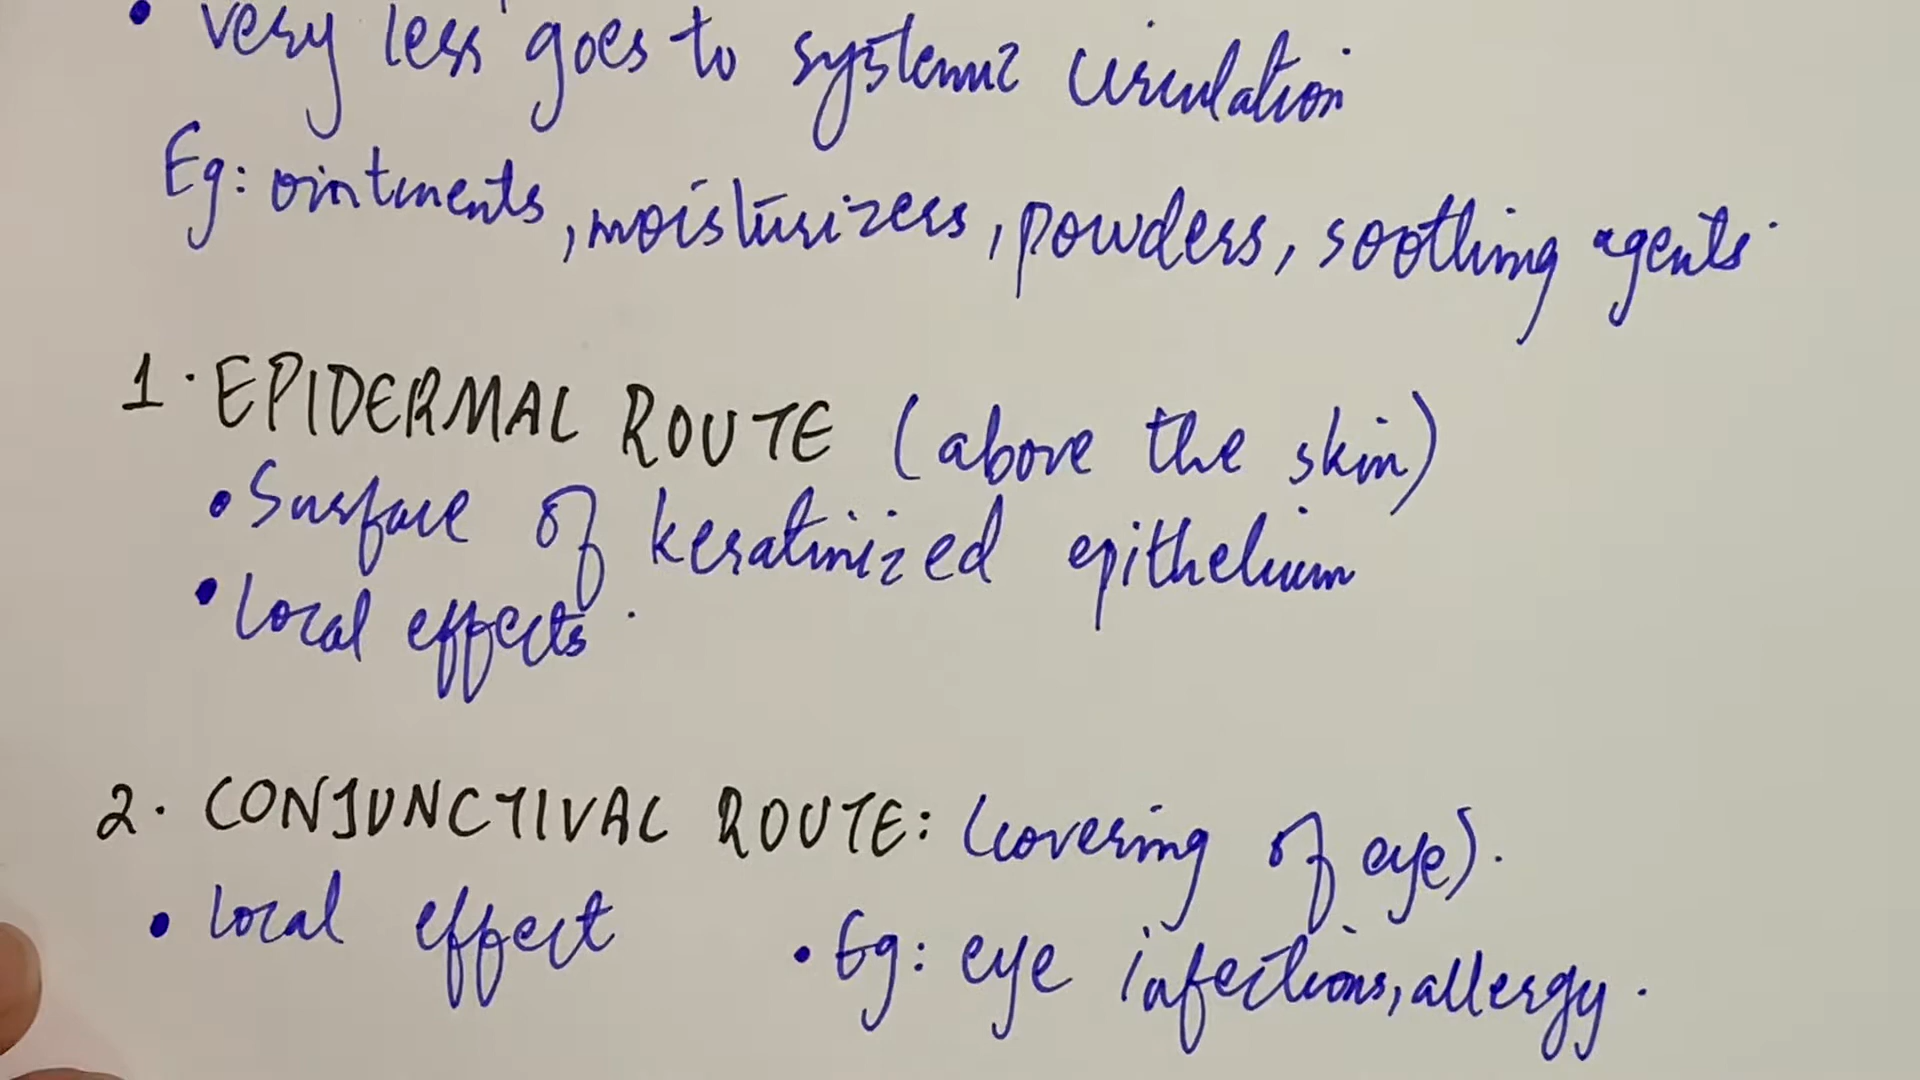 • Very less goes to systemic circulation
Eg: ointments, moisturizers, powders, soothing agents.
1. EPIDERMAL ROUTE (above the skin)
• Surface of keratinized epithelium
• Local effects.
2. CONJUNCTIVAL ROUTE: (covering of eye).
• Local effect • Eg: eye infections, allergy.